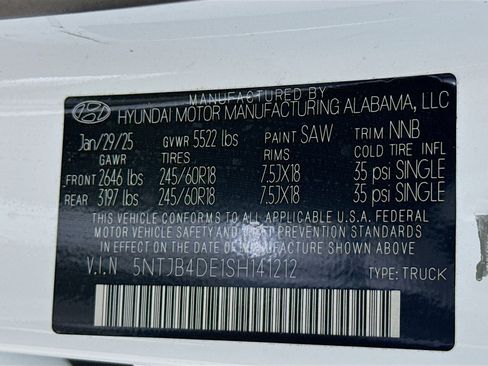 MANUFACTURED BY
HYUNDAI MOTOR MANUFACTURING ALABAMA, LLC
Jan/29/25 GVWR 5522 lbs PAINT SAW TRIM NNB
GAWR TIRES RIMS COLD TIRE INFL
FRONT 2646 lbs 245/60R18 7.5JX18 35 psi SINGLE
REAR 3197 lbs 245/60R18 7.5JX18 35 psi SINGLE
THIS VEHICLE CONFORMS TO ALL APPLICABLE U.S.A. FEDERAL
MOTOR VEHICLE SAFETY AND THEFT PREVENTION STANDARDS
IN EFFECT ON THE DATE OF MANUFACTURE SHOWN ABOVE.
V.I.N 5NTJB4DE1SH141212 TYPE: TRUCK